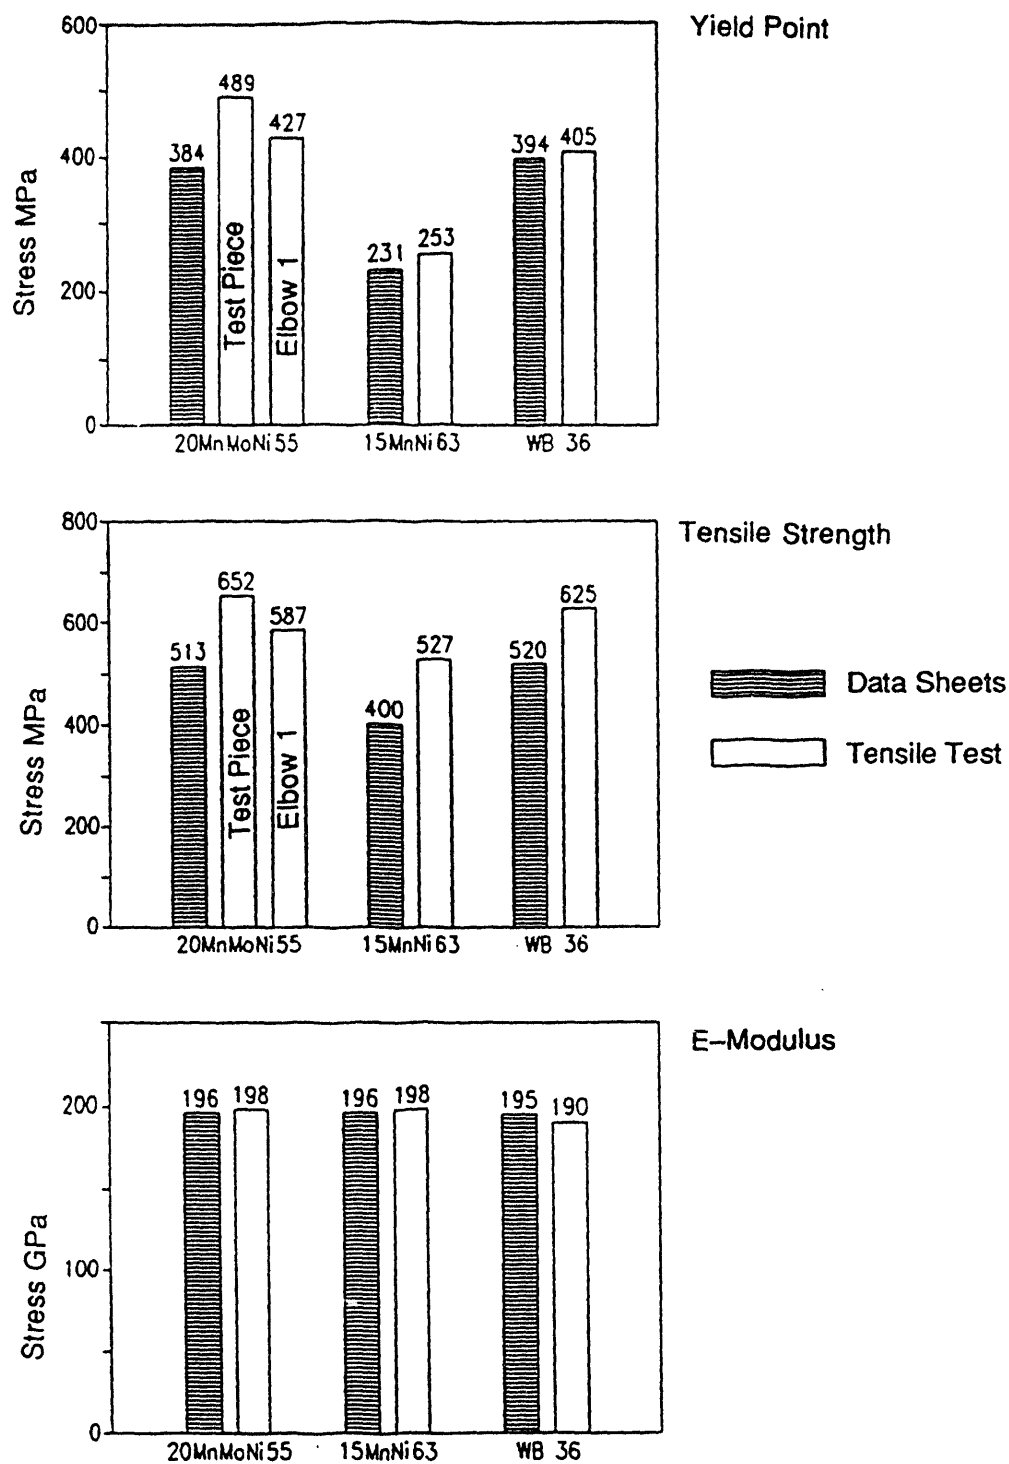 Yield Point
600
400
200
0
Stress MPa
384
489
427
231
253
394
405
Test Piece
Elbow 1
20MnMoNi55
15MnNi63
WB 36
Tensile Strength
800
600
400
200
0
Stress MPa
513
652
587
400
527
520
625
Test Piece
Elbow 1
20MnMoNi55
15MnNi63
WB 36
Data Sheets
Tensile Test
E-Modulus
200
100
0
Stress GPa
196
198
196
198
195
190
20MnMoNi55
15MnNi63
WB 36